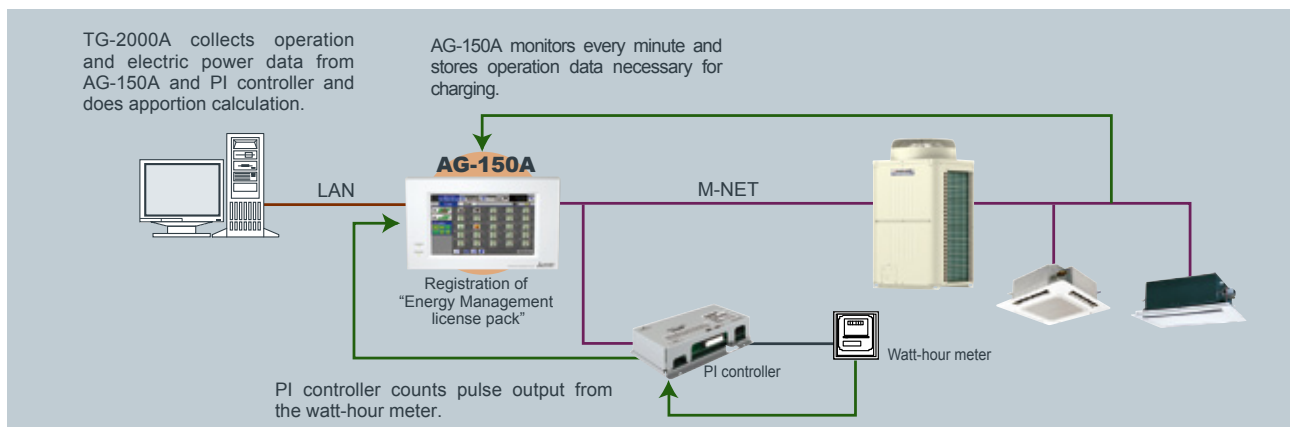 TG-2000A collects operation
and electric power data from
AG-150A and PI controller and
does apportion calculation.
AG-150A monitors every minute and
stores operation data necessary for
charging.
AG-150A
LAN
M-NET
Registration of
“Energy Management
license pack”
PI controller
Watt-hour meter
PI controller counts pulse output from
the watt-hour meter.